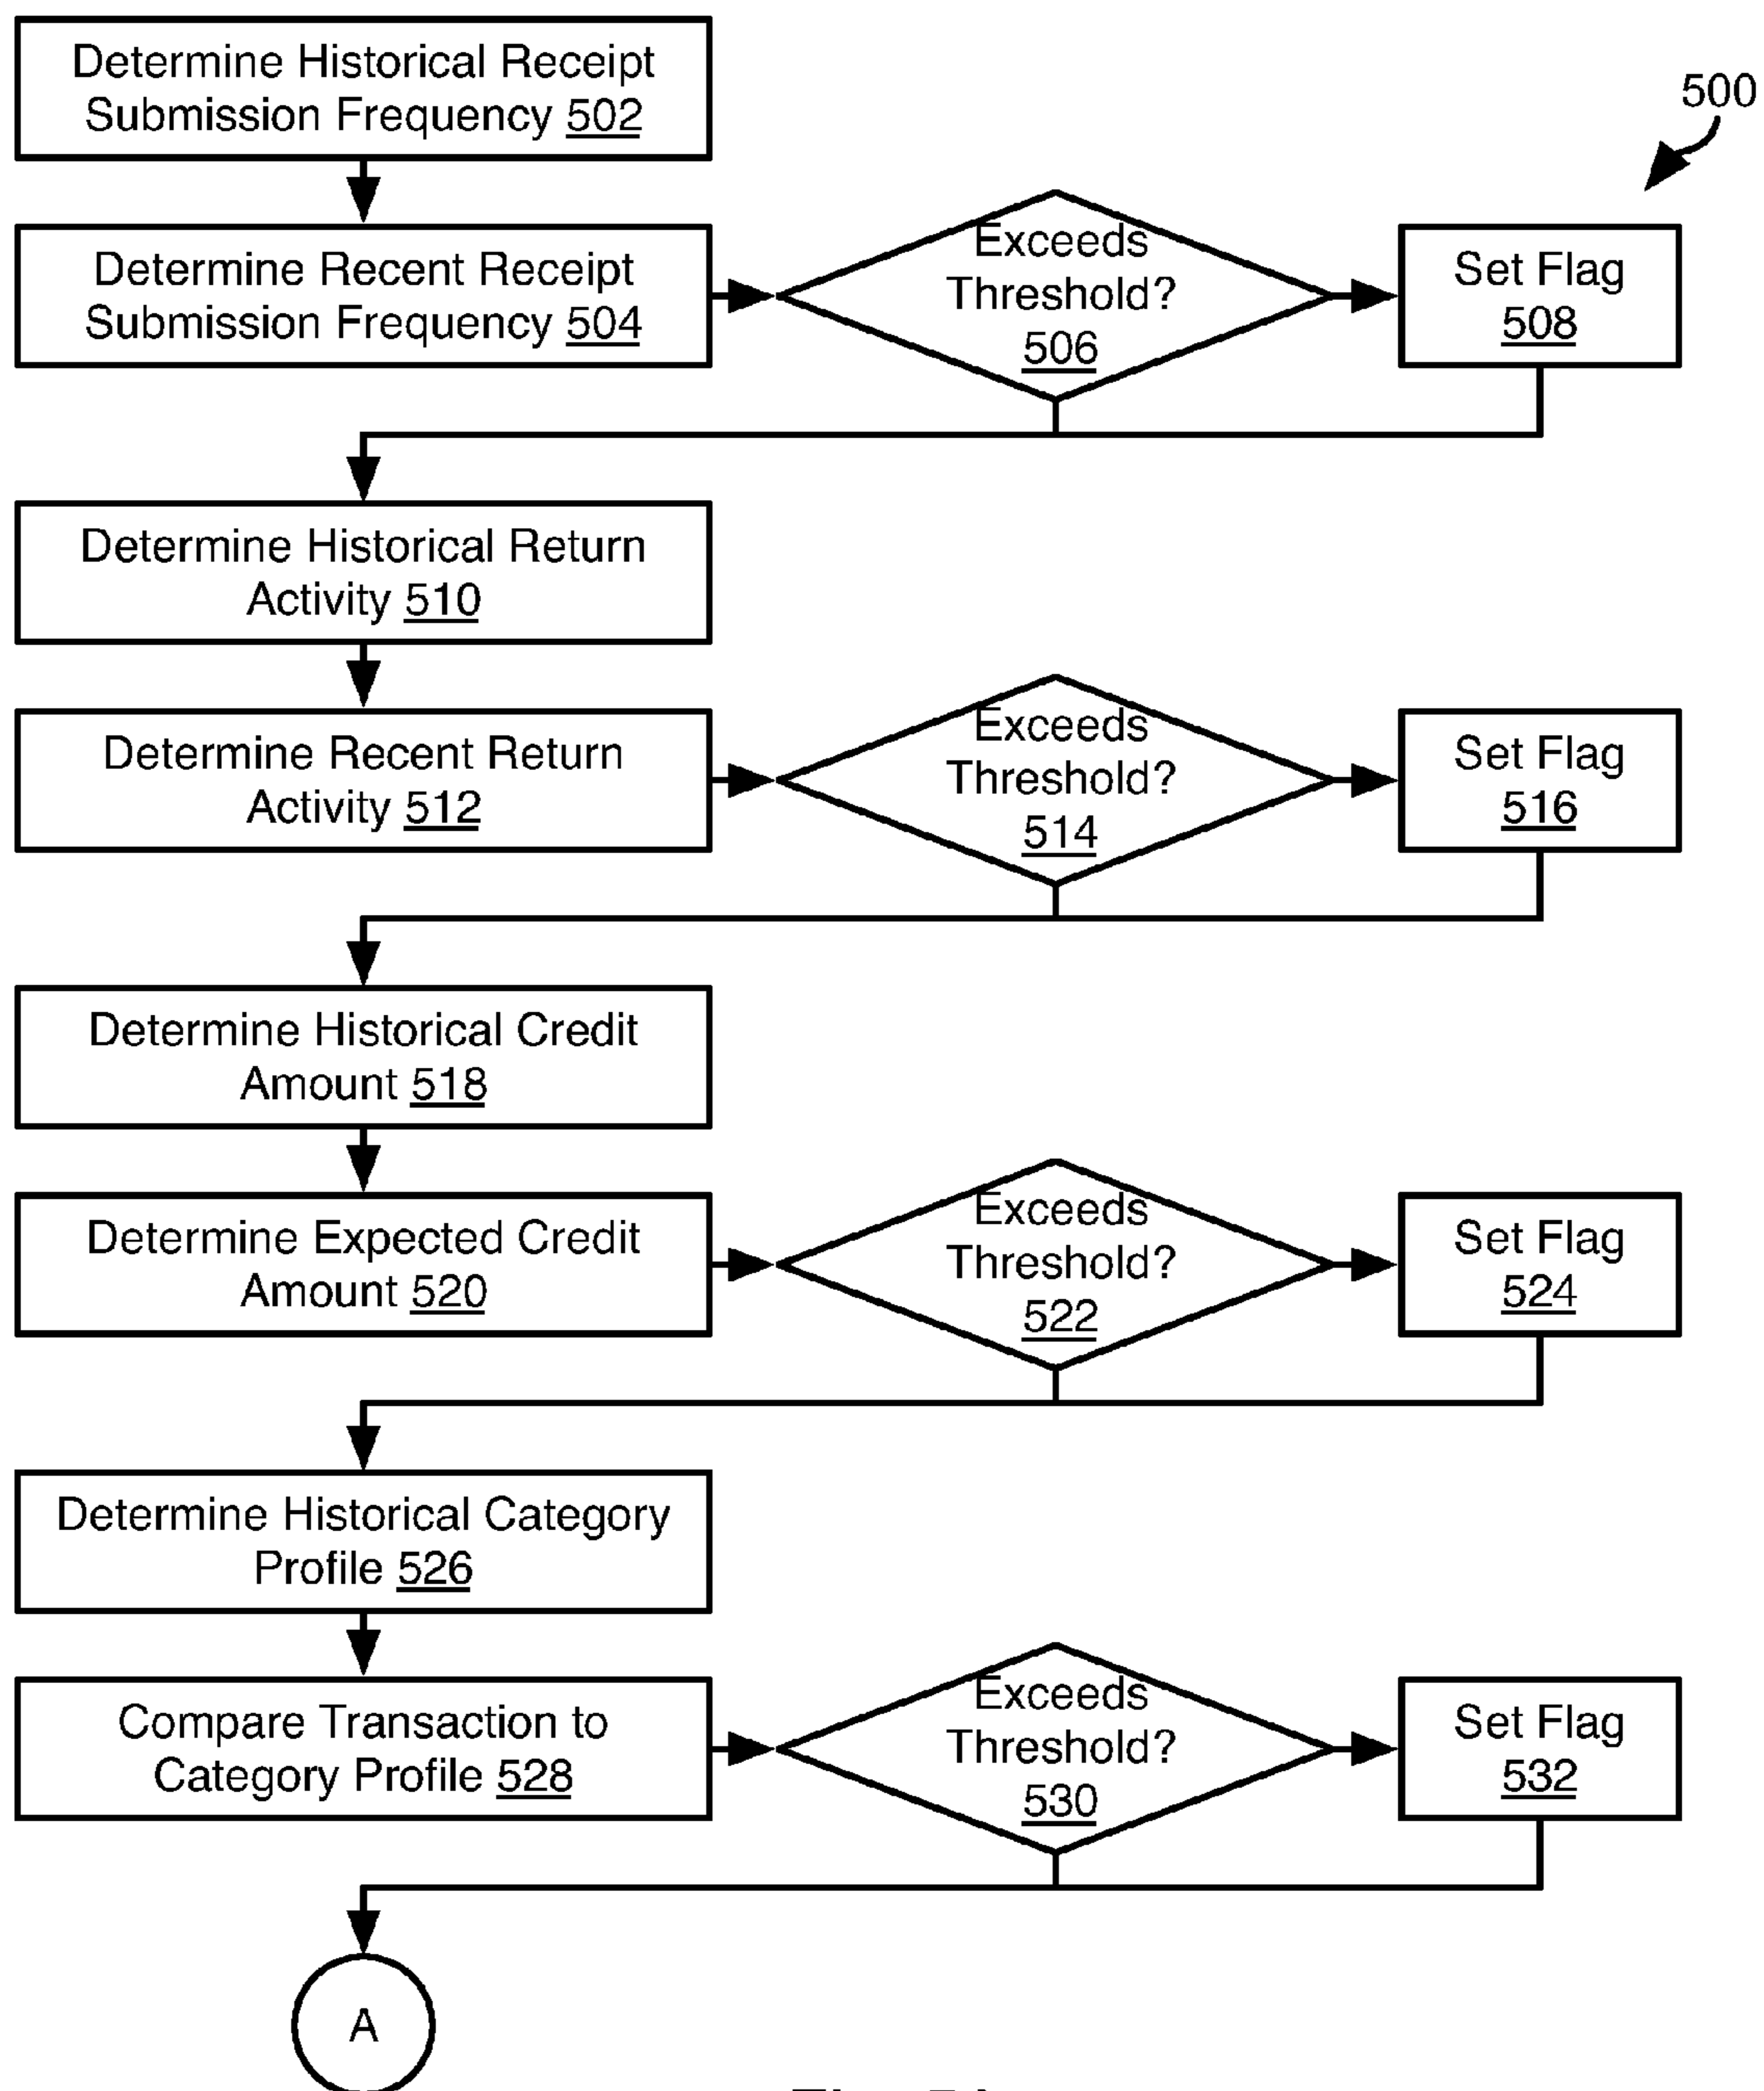 Determine Historical Receipt
Submission Frequency 502
500
Determine Recent Receipt
Submission Frequency 504
Exceeds
Threshold?
506
Set Flag
508
Determine Historical Return
Activity 510
Determine Recent Return
Activity 512
Exceeds
Threshold?
514
Set Flag
516
Determine Historical Credit
Amount 518
Determine Expected Credit
Amount 520
Exceeds
Threshold?
522
Set Flag
524
Determine Historical Category
Profile 526
Compare Transaction to
Category Profile 528
Exceeds
Threshold?
530
Set Flag
532
A